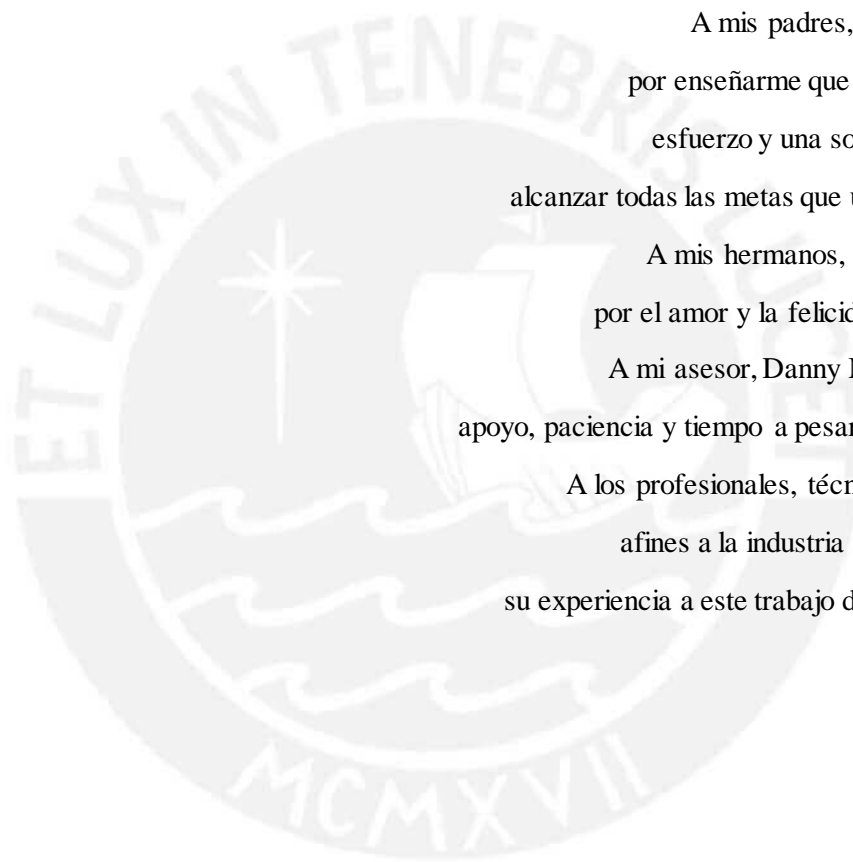 ET LUX IN TENEBRIS LUCET
MCMXVII
A mis padres,
por enseñarme que
esfuerzo y una
alcanzar todas las metas que
A mis hermanos,
por el amor y la
A mi asesor, Danny
apoyo, paciencia y tiempo a
A los profesionales,
afines a la industria
su experiencia a este trabajo